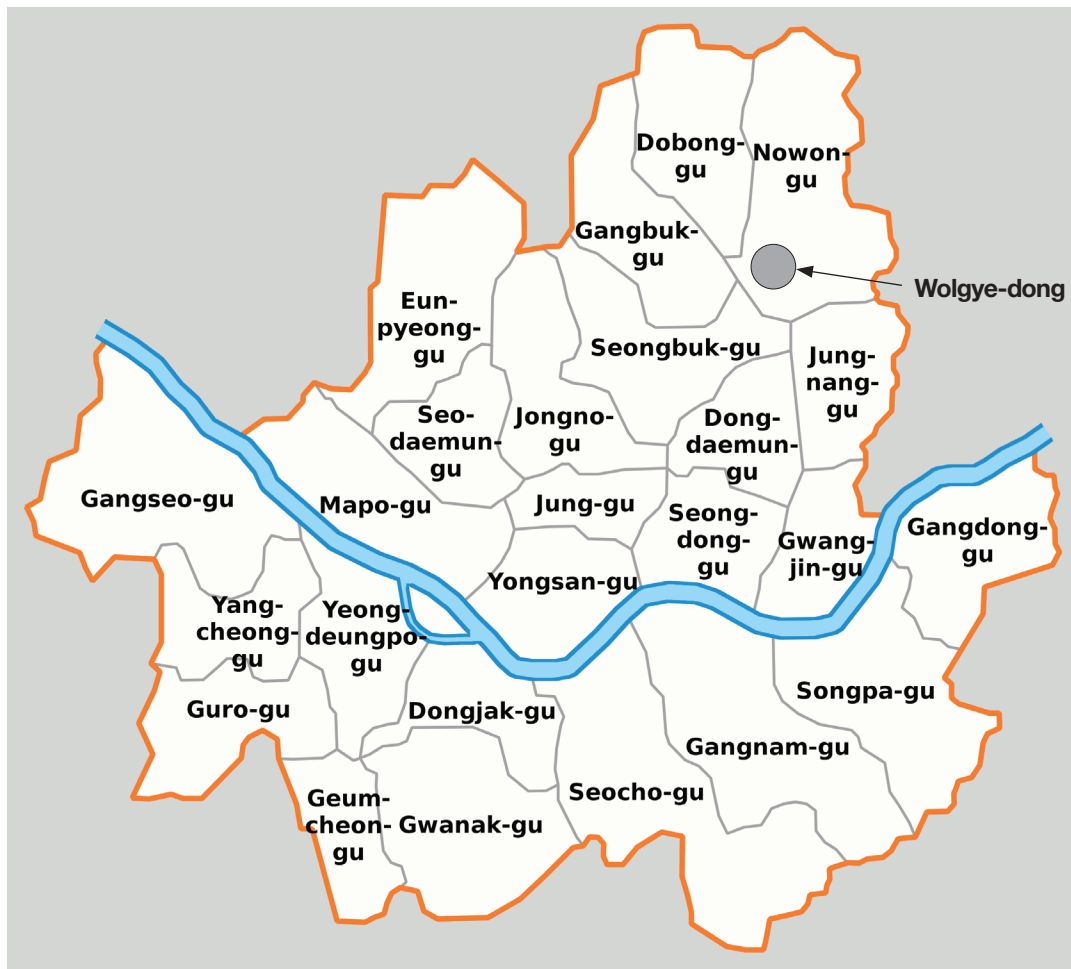 Dobong-
gu
Nowon-
gu
Gangbuk-
gu
Wolgye-dong
Eun-
pyeong-
gu
Seongbuk-gu
Jung-
nang-
gu
Seo-
daemun-
gu
Jongno-
gu
Dong-
daemun-
gu
Gangseo-gu
Mapo-gu
Jung-gu
Seong-
dong-
gu
Gwang-
jin-gu
Gangdong-
gu
Yongsan-gu
Yang-
cheong-
gu
Yeong-
deungpo-
gu
Guro-gu
Dongjak-gu
Songpa-gu
Gangnam-gu
Seocho-gu
Geum-
cheon-
gu
Gwanak-gu